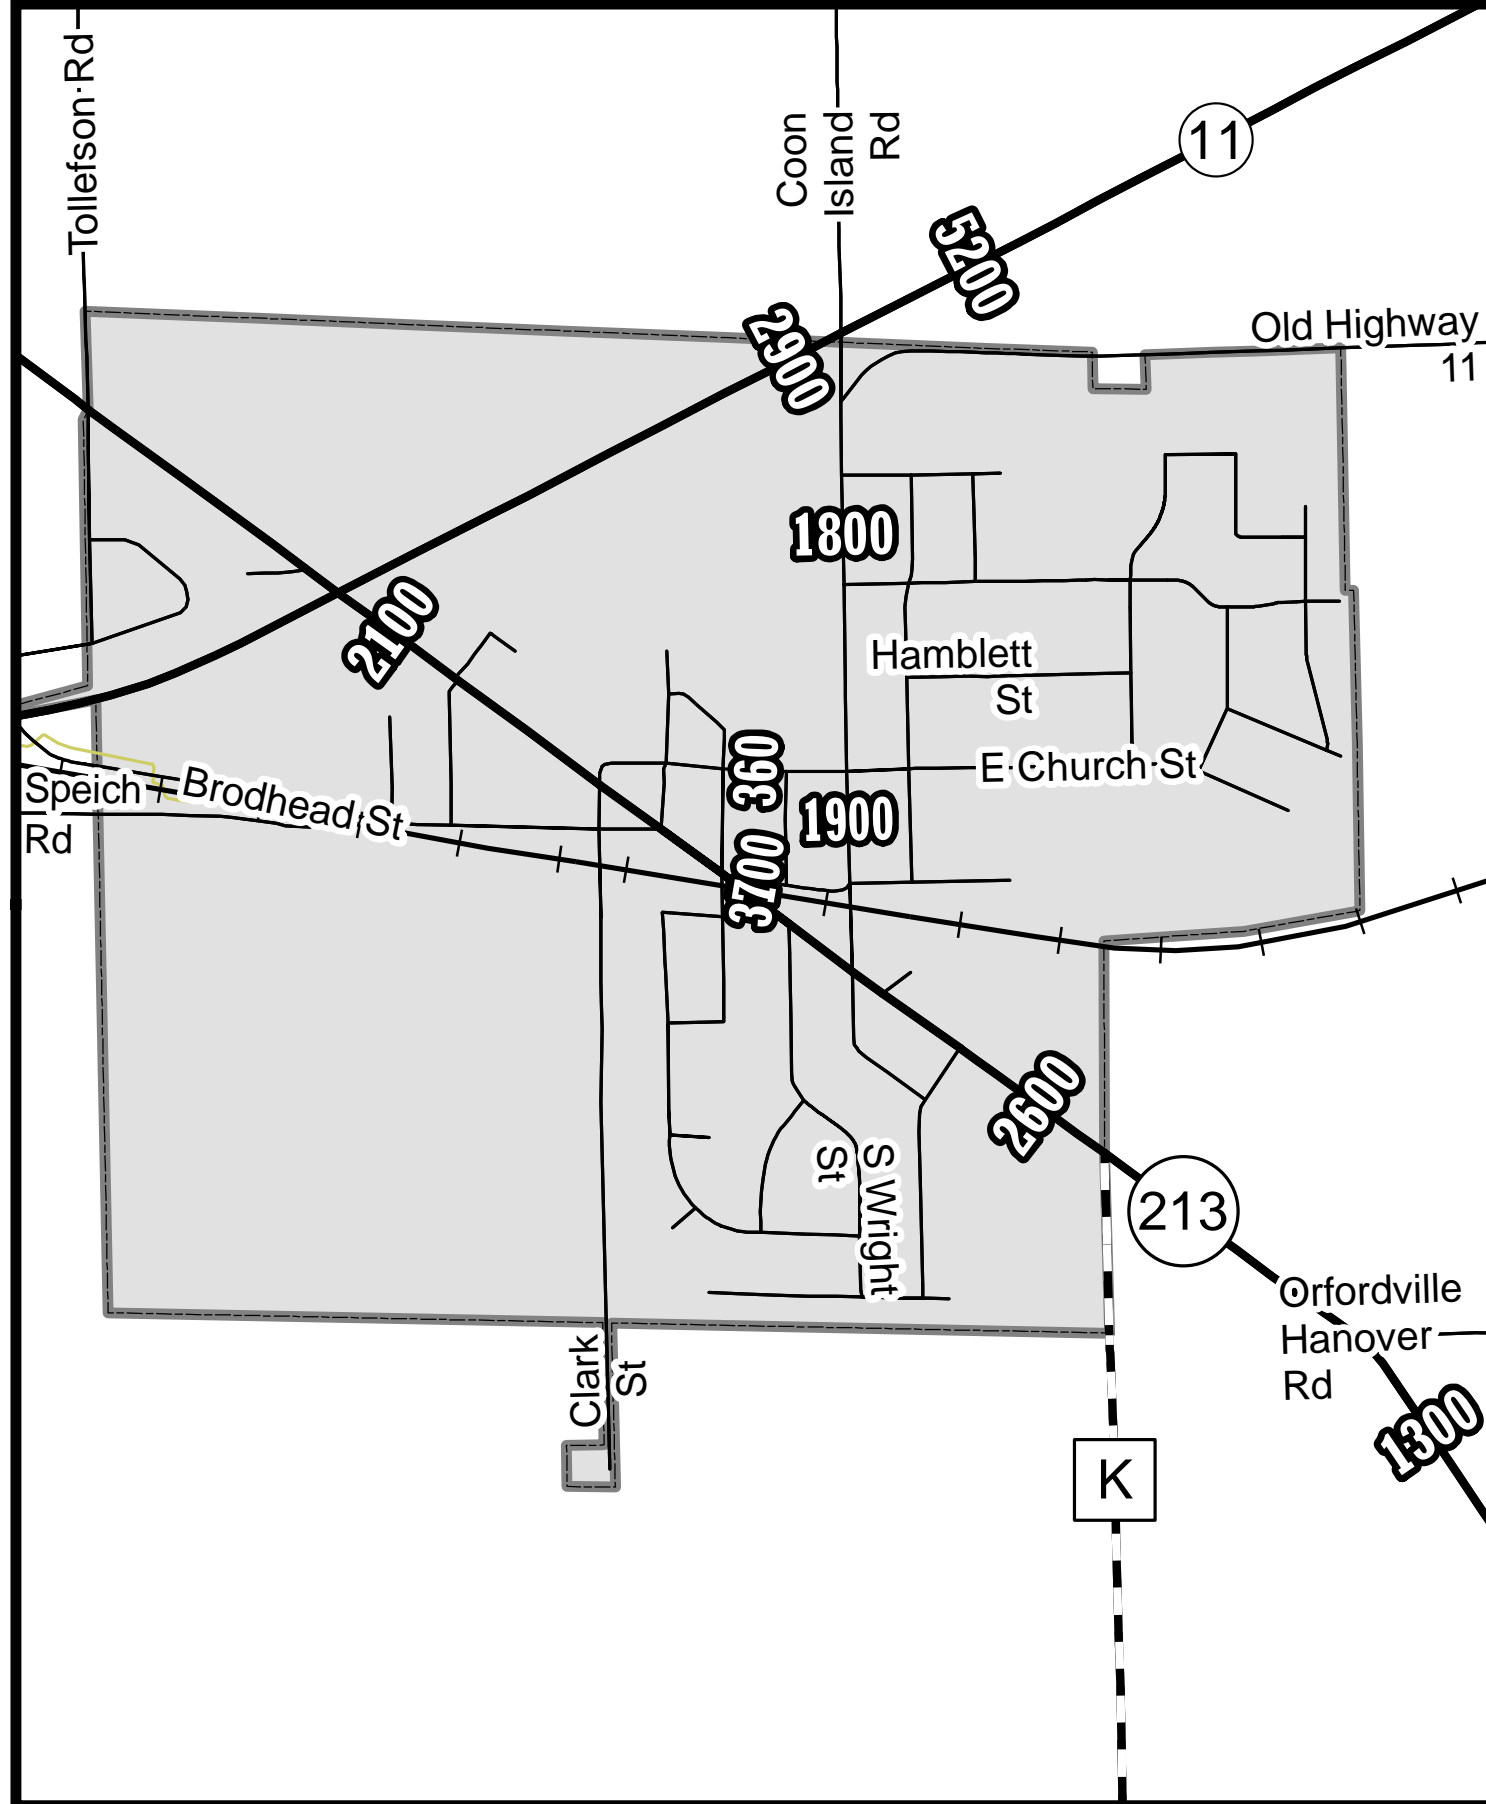 Tollefson Rd
Coon
Island
Rd
11
5200
2900
Old Highway
11
1800
2100
Hamblett
St
360
E Church St
Speich
Rd
Brodhead St
1900
3700
2600
S Wright
St
213
Orfordville
Hanover
Rd
Clark
St
1300
K